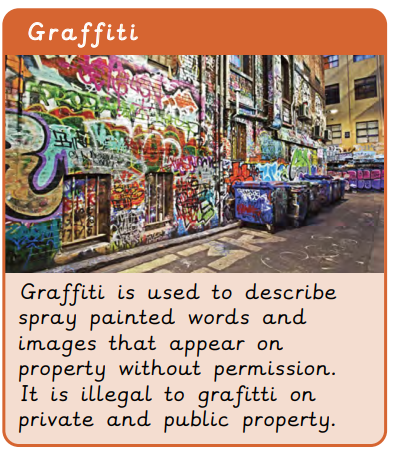 Graffiti
Graffiti is used to describe
spray painted words and
images that appear on
property without permission.
It is illegal to grafitti on
private and public property.